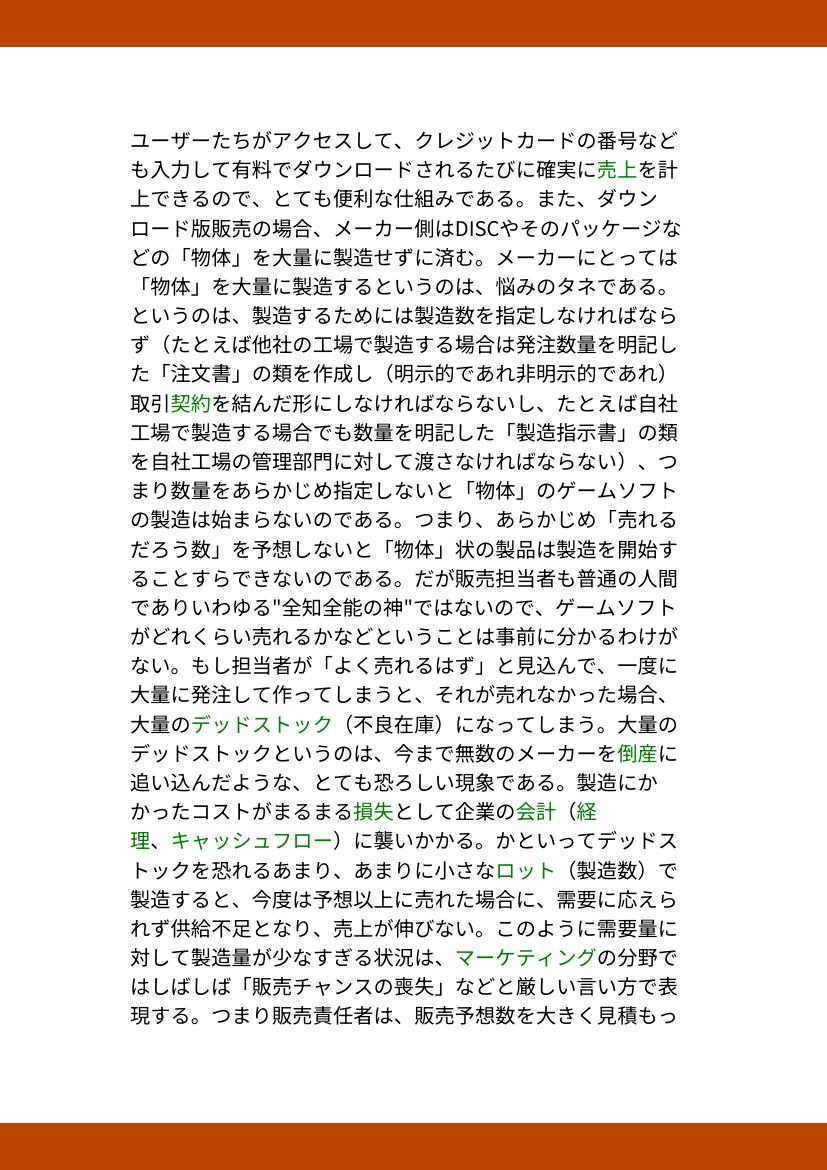 ユーザーたちがアクセスして、クレジットカードの番号など
も入力して有料でダウンロードされるたびに確実に売上を計
上できるので、とても便利な仕組みである。また、ダウン
ロード版販売の場合、メーカー側はDISCやそのパッケージな
どの「物体」を大量に製造せずに済む。メーカーにとっては
「物体」を大量に製造するというのは、悩みのタネである。
というのは、製造するためには製造数を指定しなければなら
ず（たとえば他社の工場で製造する場合は発注数量を明記し
た「注文書」の類を作成し（明示的であれ非明示的であれ）
取引契約を結んだ形にしなければならないし、たとえば自社
工場で製造する場合でも数量を明記した「製造指示書」の類
を自社工場の管理部門に対して渡さなければならない）、つ
まり数量をあらかじめ指定しないと「物体」のゲームソフト
の製造は始まらないのである。つまり、あらかじめ「売れる
だろう数」を予想しないと「物体」状の製品は製造を開始す
ることすらできないのである。だが販売担当者も普通の人間
でありいわゆる"全知全能の神"ではないので、ゲームソフト
がどれくらい売れるかなどということは事前に分かるわけが
ない。もし担当者が「よく売れるはず」と見込んで、一度に
大量に発注して作ってしまうと、それが売れなかった場合、
大量のデッドストック（不良在庫）になってしまう。大量の
デッドストックというのは、今まで無数のメーカーを倒産に
追い込んだような、とても恐ろしい現象である。製造にか
かったコストがまるまる損失として企業の会計（経
理、キャッシュフロー）に襲いかかる。かといってデッドス
トックを恐れるあまり、あまりに小さなロット（製造数）で
製造すると、今度は予想以上に売れた場合に、需要に応えら
れず供給不足となり、売上が伸びない。このように需要量に
対して製造量が少なすぎる状況は、マーケティングの分野で
はしばしば「販売チャンスの喪失」などと厳しい言い方で表
現する。つまり販売責任者は、販売予想数を大きく見積もっ